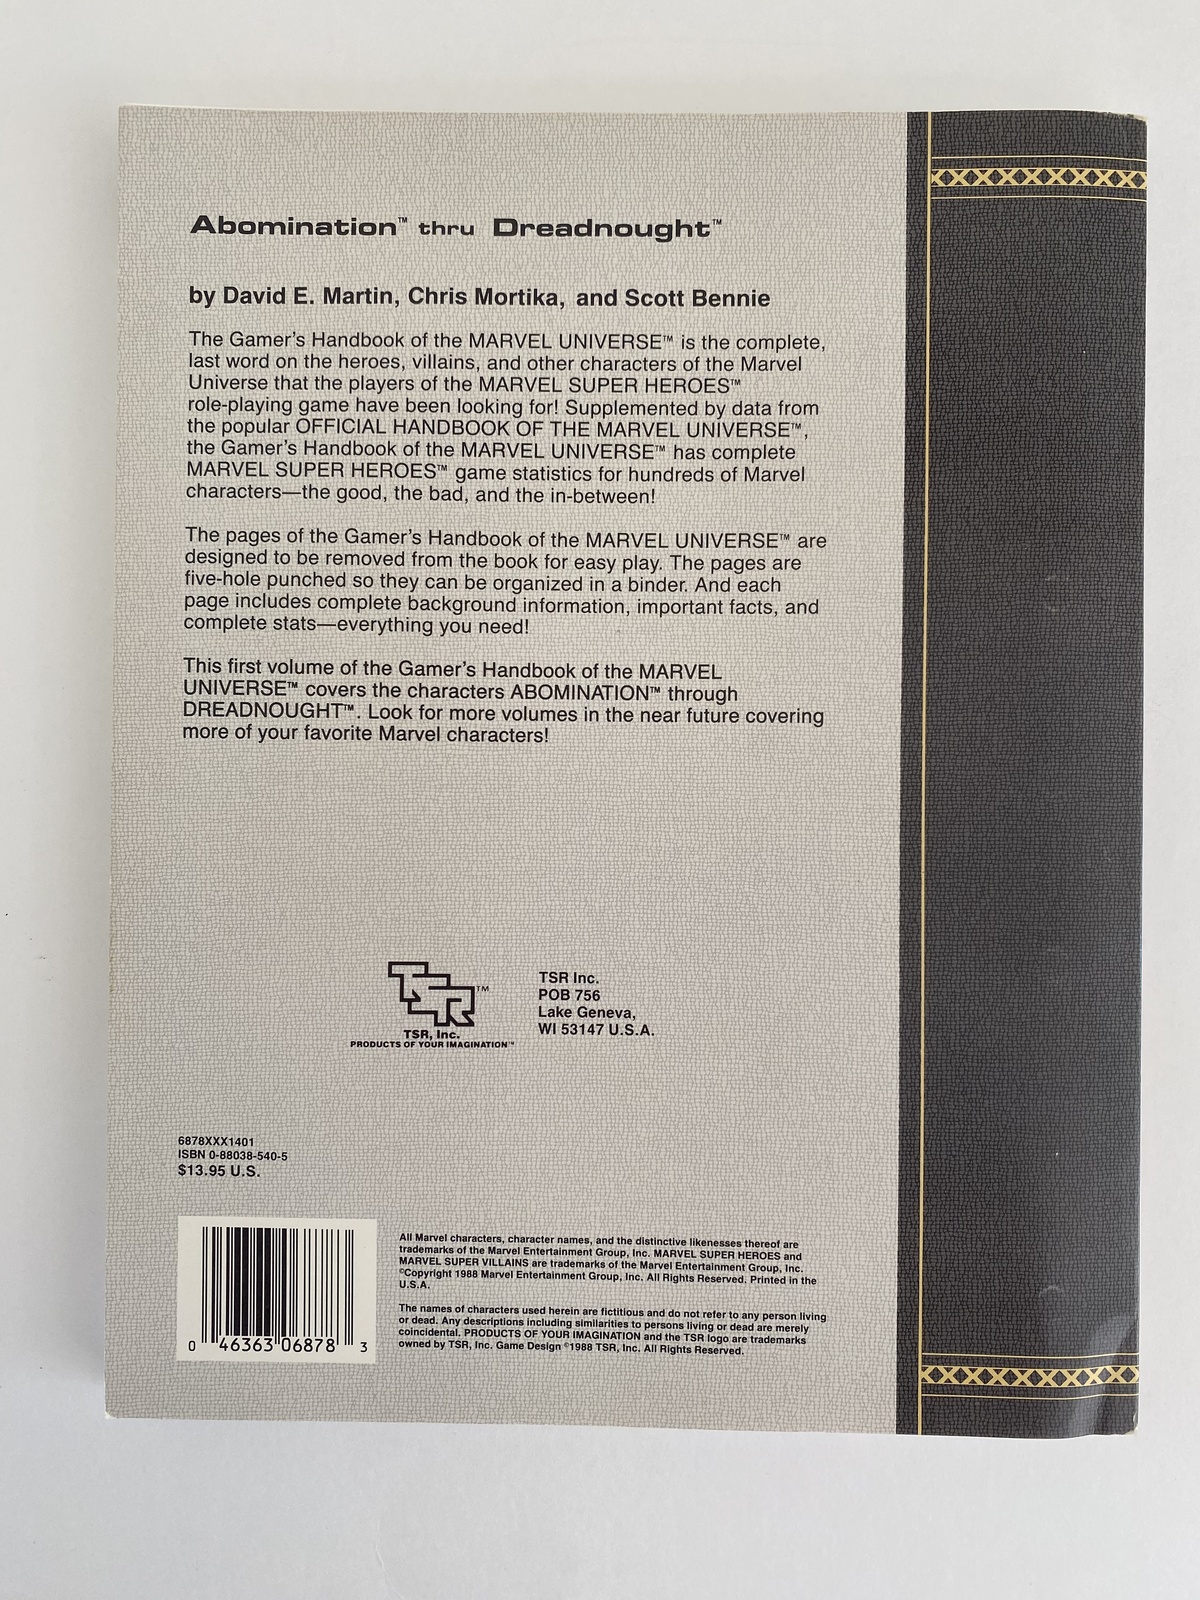 Abomination™ thru Dreadnought™
by David E. Martin, Chris Mortika, and Scott Bennie
The Gamer's Handbook of the MARVEL UNIVERSE™ is the complete,
last word on the heroes, villains, and other characters of the Marvel
Universe that the players of the MARVEL SUPER HEROES™
role-playing game have been looking for! Supplemented by data from
the popular OFFICIAL HANDBOOK OF THE MARVEL UNIVERSE™,
the Gamer's Handbook of the MARVEL UNIVERSE™ has complete
MARVEL SUPER HEROES™ game statistics for hundreds of Marvel
characters—the good, the bad, and the in-between!
The pages of the Gamer's Handbook of the MARVEL UNIVERSE™ are
designed to be removed from the book for easy play. The pages are
five-hole punched so they can be organized in a binder. And each
page includes complete background information, important facts, and
complete stats—everything you need!
This first volume of the Gamer's Handbook of the MARVEL
UNIVERSE™ covers the characters ABOMINATION™ through
DREADNOUGHT™. Look for more volumes in the near future covering
more of your favorite Marvel characters!
TSR™
TSR, Inc.
PRODUCTS OF YOUR IMAGINATION™
TSR Inc.
POB 756
Lake Geneva,
WI 53147 U.S.A.
6878XXX1401
ISBN 0-88038-540-5
$13.95 U.S.
0 46363 06878 3
All Marvel characters, character names, and the distinctive likenesses thereof are
trademarks of the Marvel Entertainment Group, Inc. MARVEL SUPER HEROES and
MARVEL SUPER VILLAINS are trademarks of the Marvel Entertainment Group, Inc.
©Copyright 1988 Marvel Entertainment Group, Inc. All Rights Reserved. Printed in the
U.S.A.
The names of characters used herein are fictitious and do not refer to any person living
or dead. Any descriptions including similarities to persons living or dead are merely
coincidental. PRODUCTS OF YOUR IMAGINATION and the TSR logo are trademarks
owned by TSR, Inc. Game Design ©1988 TSR, Inc. All Rights Reserved.